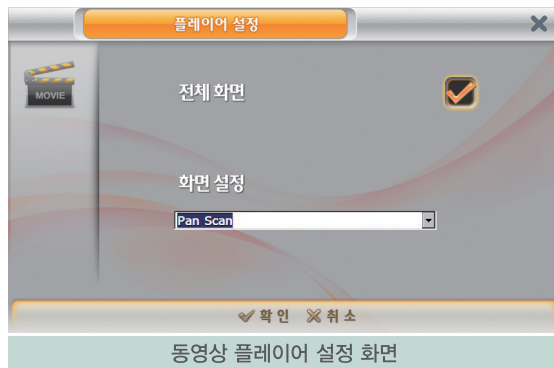 플레이어 설정
MOVIE
전체 화면
화면 설정
Pan Scan
확인 취소
동영상 플레이어 설정 화면